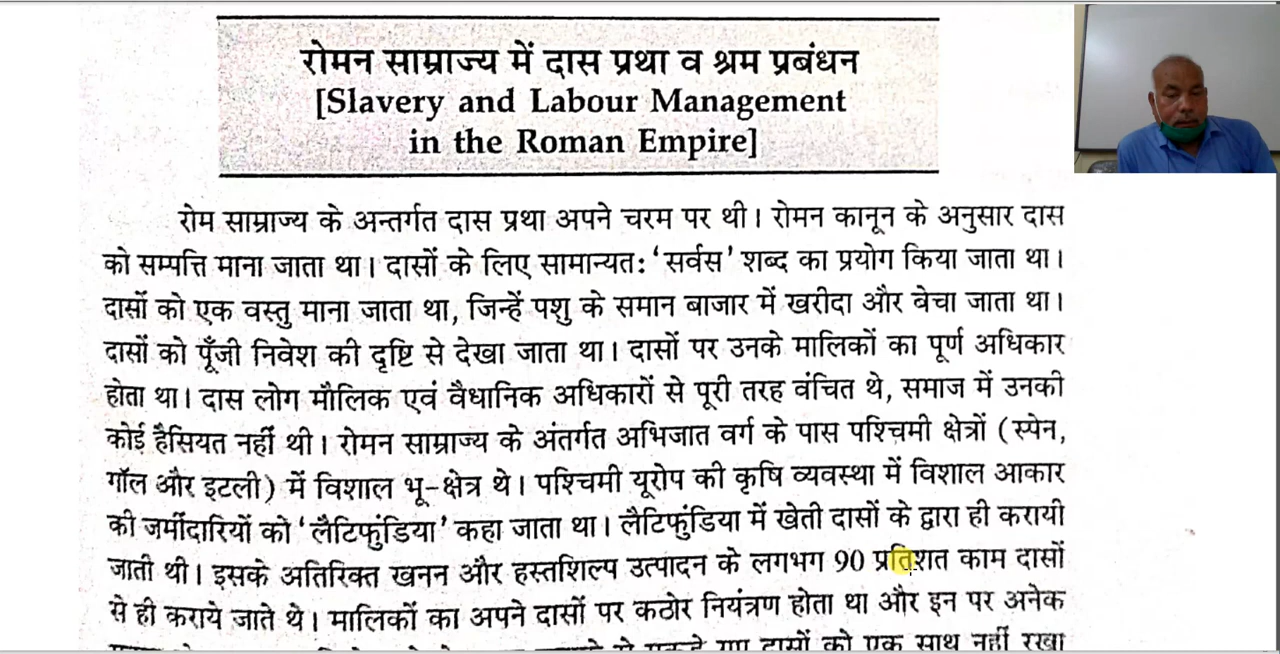 रोमन साम्राज्य में दास प्रथा व श्रम प्रबंधन
[Slavery and Labour Management
in the Roman Empire]
रोम साम्राज्य के अन्तर्गत दास प्रथा अपने चरम पर थी। रोमन कानून के अनुसार दास
को सम्पत्ति माना जाता था। दासों के लिए सामान्यत: ‘सर्वस’ शब्द का प्रयोग किया जाता था।
दासों को एक वस्तु माना जाता था, जिन्हें पशु के समान बाजार में खरीदा और बेचा जाता था।
दासों को पूँजी निवेश की दृष्टि से देखा जाता था। दासों पर उनके मालिकों का पूर्ण अधिकार
होता था। दास लोग मौलिक एवं वैधानिक अधिकारों से पूरी तरह वंचित थे, समाज में उनकी
कोई हैसियत नहीं थी। रोमन साम्राज्य के अंतर्गत अभिजात वर्ग के पास पश्चिमी क्षेत्रों (स्पेन,
गॉल और इटली) में विशाल भू-क्षेत्र थे। पश्चिमी यूरोप की कृषि व्यवस्था में विशाल आकार
की जमींदारियों को ‘लैटिफुंडिया’ कहा जाता था। लैटिफुंडिया में खेती दासों के द्वारा ही करायी
जाती थी। इसके अतिरिक्त खनन और हस्तशिल्प उत्पादन के लगभग 90 प्रतिशत काम दासों
से ही कराये जाते थे। मालिकों का अपने दासों पर कठोर नियंत्रण होता था और इन पर अनेक
दासों को एक साथ नहीं रखा